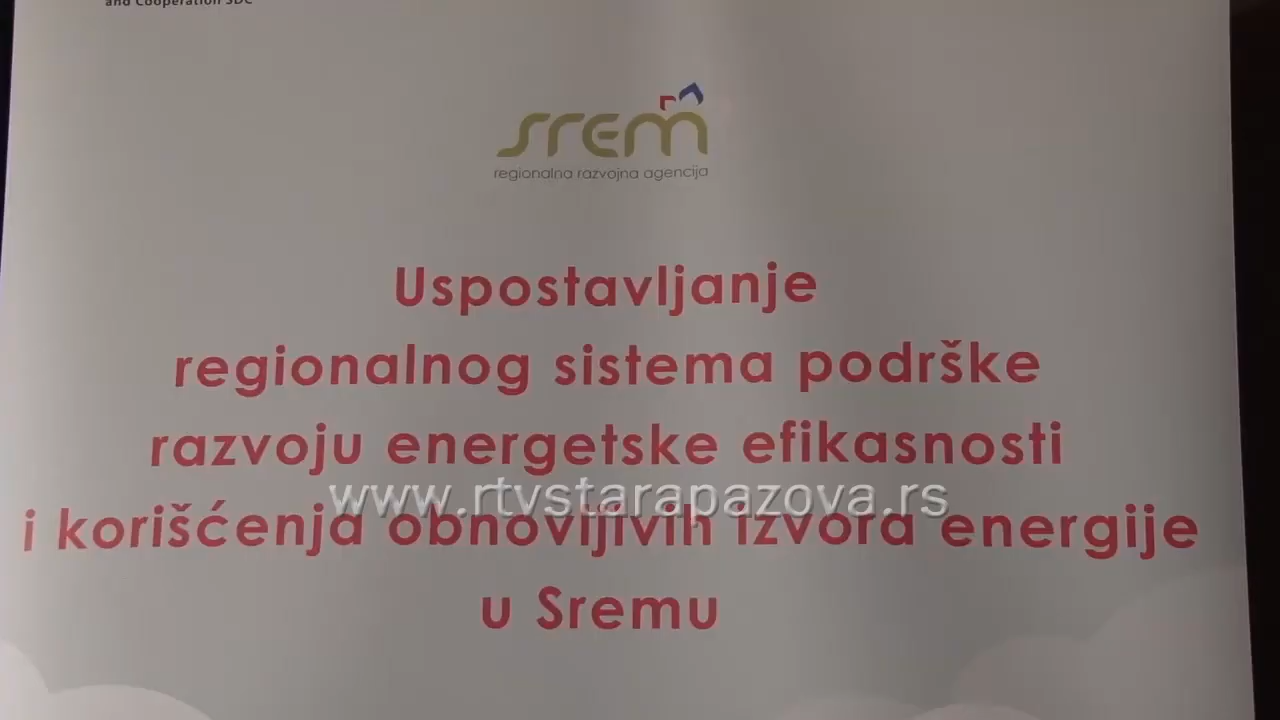 and Cooperation SDC
srem
regionalna razvojna agencija
Uspostavljanje
regionalnog sistema podrške
razvoju energetske efikasnosti
www.rtvstarapazova.rs
i korišćenja obnovljivih izvora energije
u Sremu